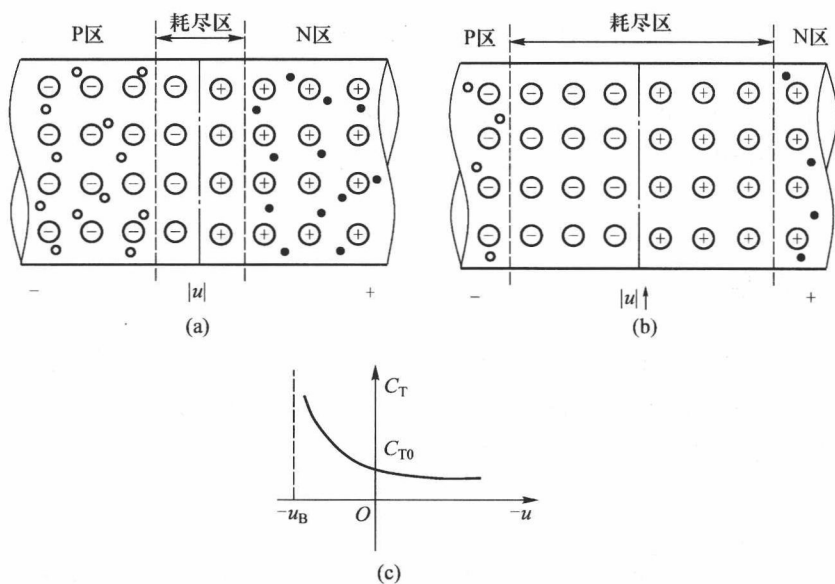 P区 耗尽区 N区
− |u| +
(a)
P区 耗尽区 N区
− |u|↑ +
(b)
C_T
C_T0
−u_B O −u
(c)